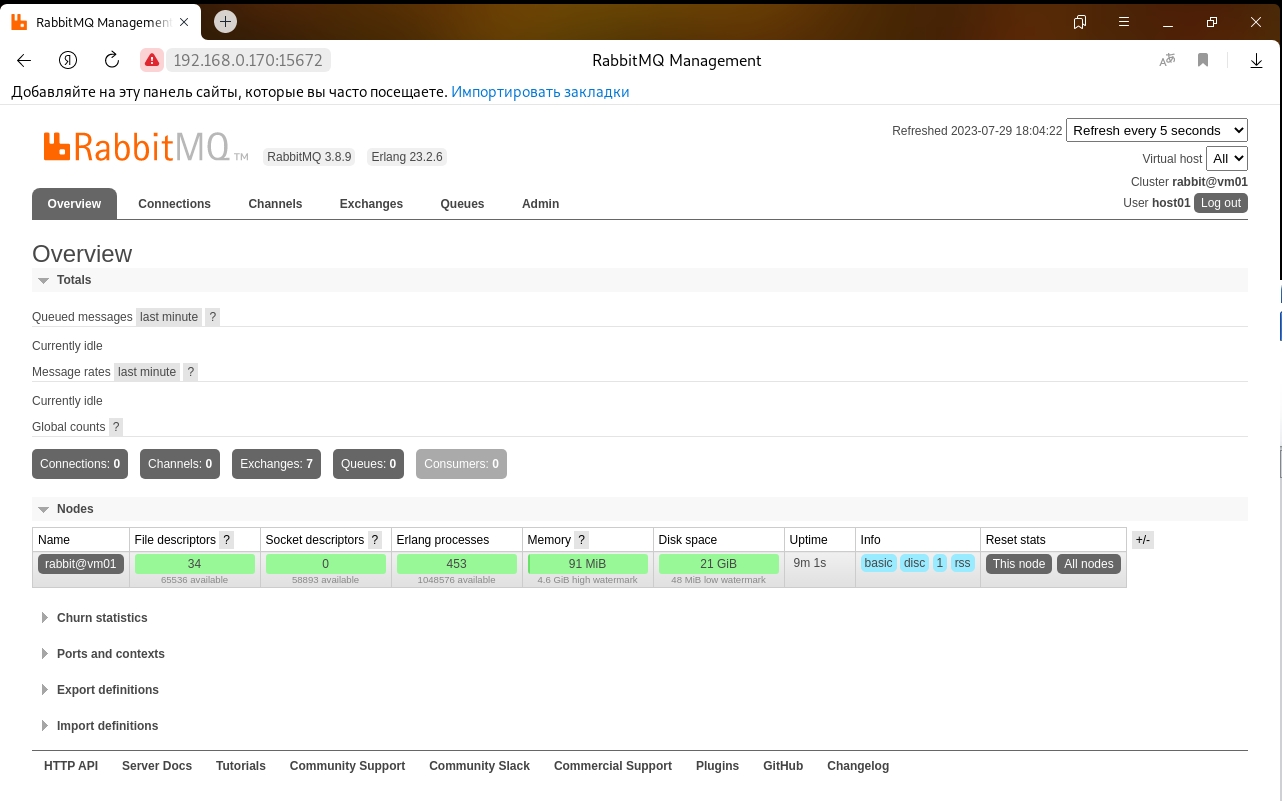 RabbitMQ Management
Я 192.168.0.170:15672 RabbitMQ Management
Добавляйте на эту панель сайты, которые вы часто посещаете. Импортировать закладки
Refreshed 2023-07-29 18:04:22 Refresh every 5 seconds
RabbitMQ TM RabbitMQ 3.8.9 Erlang 23.2.6
Virtual host All
Cluster rabbit@vm01
User host01 Log out
Overview Connections Channels Exchanges Queues Admin
Overview
Totals
Queued messages last minute ?
Currently idle
Message rates last minute ?
Currently idle
Global counts ?
Connections: 0 Channels: 0 Exchanges: 7 Queues: 0 Consumers: 0
Nodes
Name File descriptors ? Socket descriptors ? Erlang processes Memory ? Disk space Uptime Info Reset stats +/-
rabbit@vm01 34 0 453 91 MiB 21 GiB 9m 1s basic disc 1 rss This node All nodes
65536 available 58893 available 1048576 available 4.6 GiB high watermark 48 MiB low watermark
Churn statistics
Ports and contexts
Export definitions
Import definitions
HTTP API Server Docs Tutorials Community Support Community Slack Commercial Support Plugins GitHub Changelog